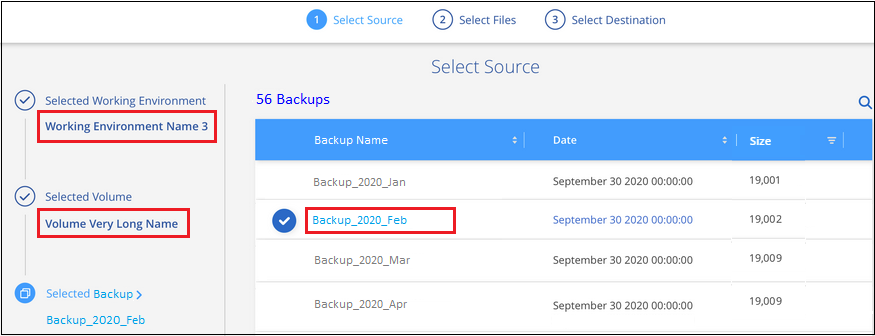 1 Select Source 2 Select Files 3 Select Destination
Select Source
Selected Working Environment
Working Environment Name 3
Selected Volume
Volume Very Long Name
Selected Backup >
Backup_2020_Feb
56 Backups
Backup Name Date Size
Backup_2020_Jan September 30 2020 00:00:00 19,001
Backup_2020_Feb September 30 2020 00:00:00 19,002
Backup_2020_Mar September 30 2020 00:00:00 19,009
Backup_2020_Apr September 30 2020 00:00:00 19,009